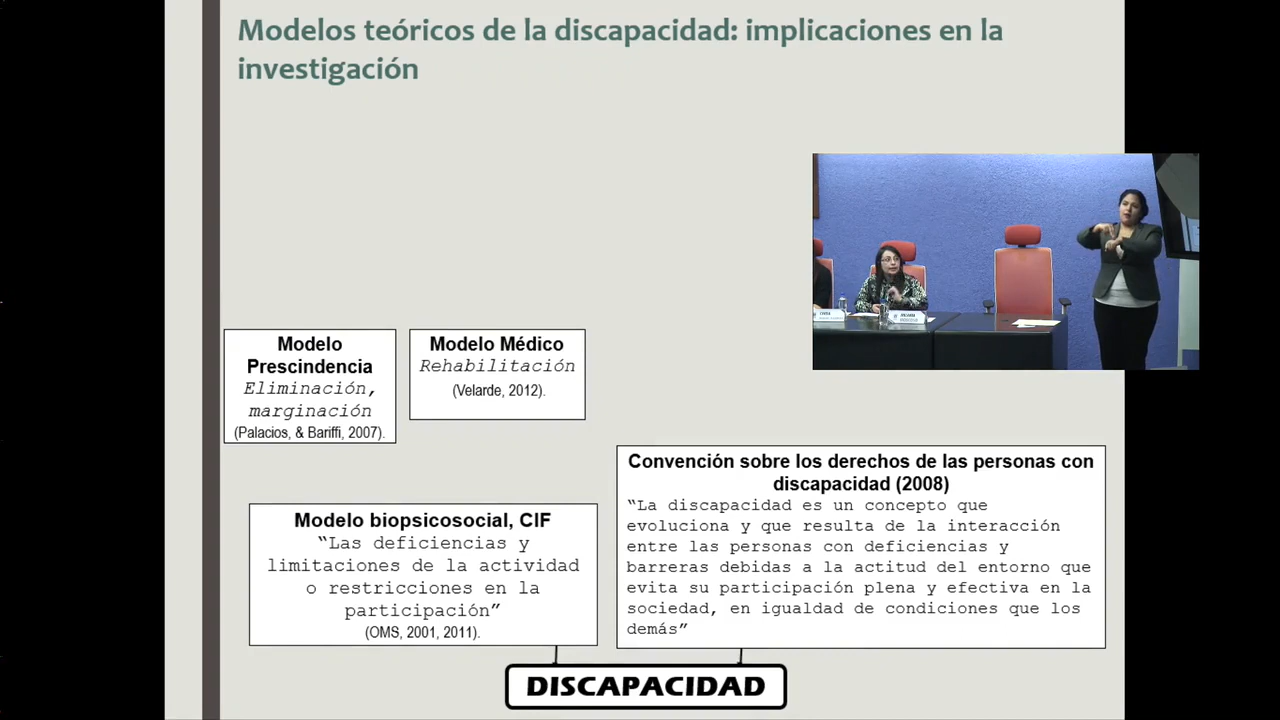 Modelos teóricos de la discapacidad: implicaciones en la
investigación
Modelo
Prescindencia
Eliminación,
marginación
(Palacios, & Bariffi, 2007).
Modelo Médico
Rehabilitación
(Velarde, 2012).
Modelo biopsicosocial, CIF
“Las deficiencias y
limitaciones de la actividad
o restricciones en la
participación”
(OMS, 2001, 2011).
Convención sobre los derechos de las personas con
discapacidad (2008)
“La discapacidad es un concepto que
evoluciona y que resulta de la interacción
entre las personas con deficiencias y
barreras debidas a la actitud del entorno que
evita su participación plena y efectiva en la
sociedad, en igualdad de condiciones que los
demás”
DISCAPACIDAD